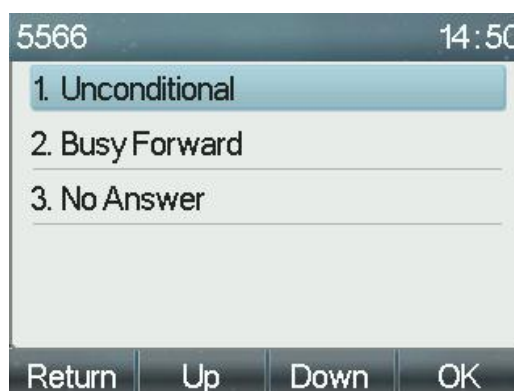 5566 14:50
1. Unconditional
2. Busy Forward
3. No Answer
Return Up Down OK